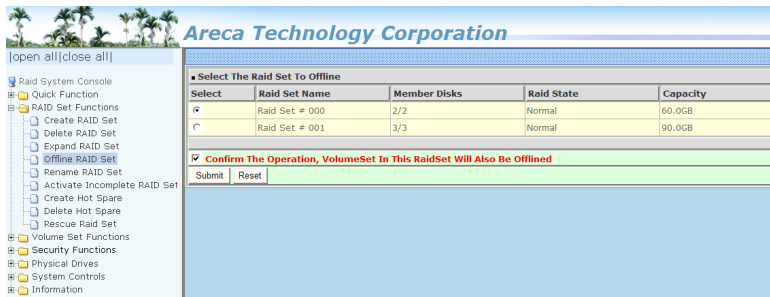 Areca Technology Corporation
|open all|close all|
Raid System Console
Quick Function
RAID Set Functions
Create RAID Set
Delete RAID Set
Expand RAID Set
Offline RAID Set
Rename RAID Set
Activate Incomplete RAID Set
Create Hot Spare
Delete Hot Spare
Rescue Raid Set
Volume Set Functions
Security Functions
Physical Drives
System Controls
Information
Select The Raid Set To Offline
Select Raid Set Name Member Disks Raid State Capacity
Raid Set # 000 2/2 Normal 60.0GB
Raid Set # 001 3/3 Normal 90.0GB
Confirm The Operation, VolumeSet In This RaidSet Will Also Be Offlined
Submit Reset